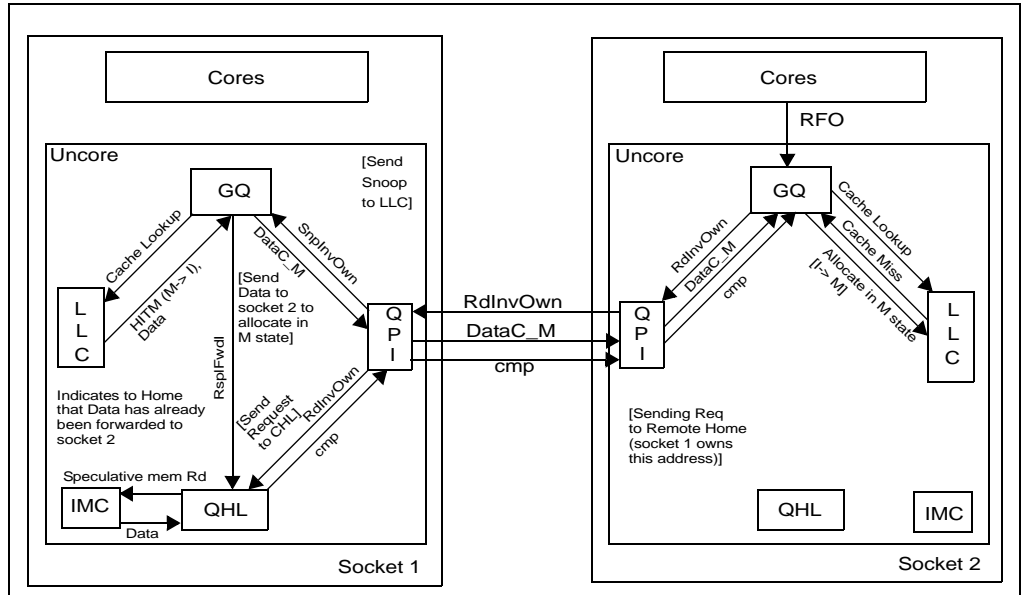 Cores
Uncore
[Send
Snoop
to LLC]
GQ
Cache Lookup
HITM (M-> I),
Data
SnpInvOwn
DataC_M
[Send
Data to
socket 2 to
allocate in
M state]
L
L
C
Q
P
I
RspIFwdI
Indicates to Home
that Data has already
been forwarded to
socket 2
[Send
Request
to CHL]
RdInvOwn
cmp
Speculative mem Rd
IMC
Data
QHL
Socket 1
RdInvOwn
DataC_M
cmp
Cores
RFO
Uncore
GQ
RdInvOwn
DataC_M
cmp
Cache Lookup
Cache Miss
Allocate in M state
[I-> M]
Q
P
I
L
L
C
[Sending Req
to Remote Home
(socket 1 owns
this address)]
QHL
IMC
Socket 2